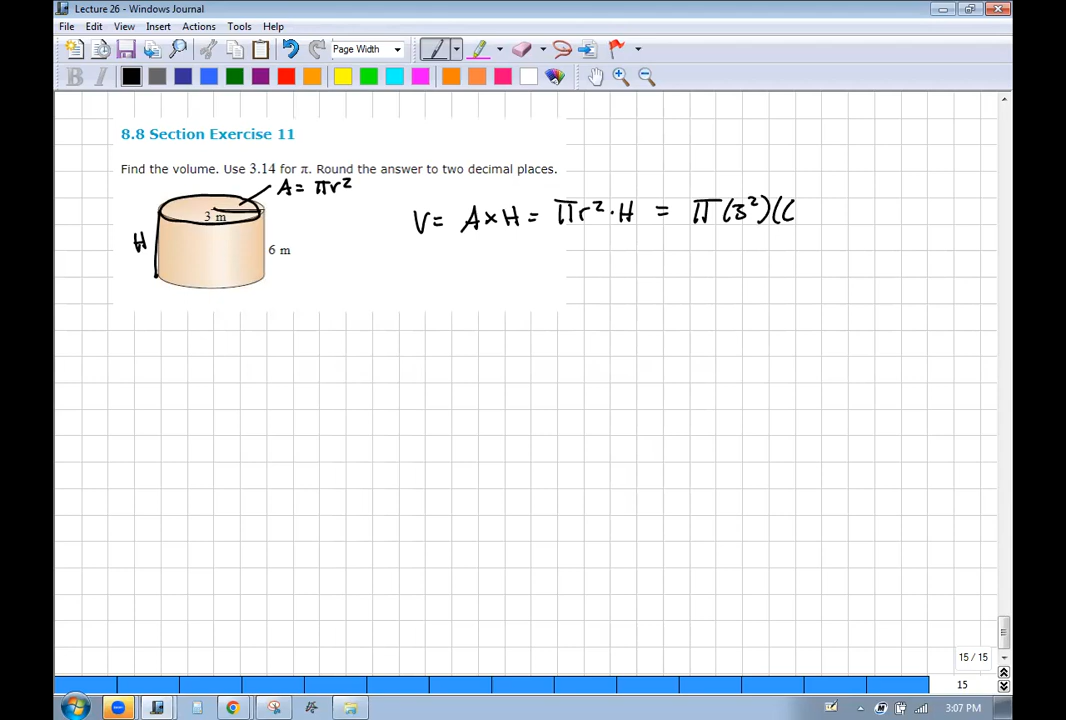 Lecture 26 - Windows Journal
File Edit View Insert Actions Tools Help
Page Width
B I
8.8 Section Exercise 11
Find the volume. Use 3.14 for π. Round the answer to two decimal places.
A = πr²
3 m
V = A × H = πr² · H = π(3²)(
H
6 m
15 / 15
15
3:07 PM